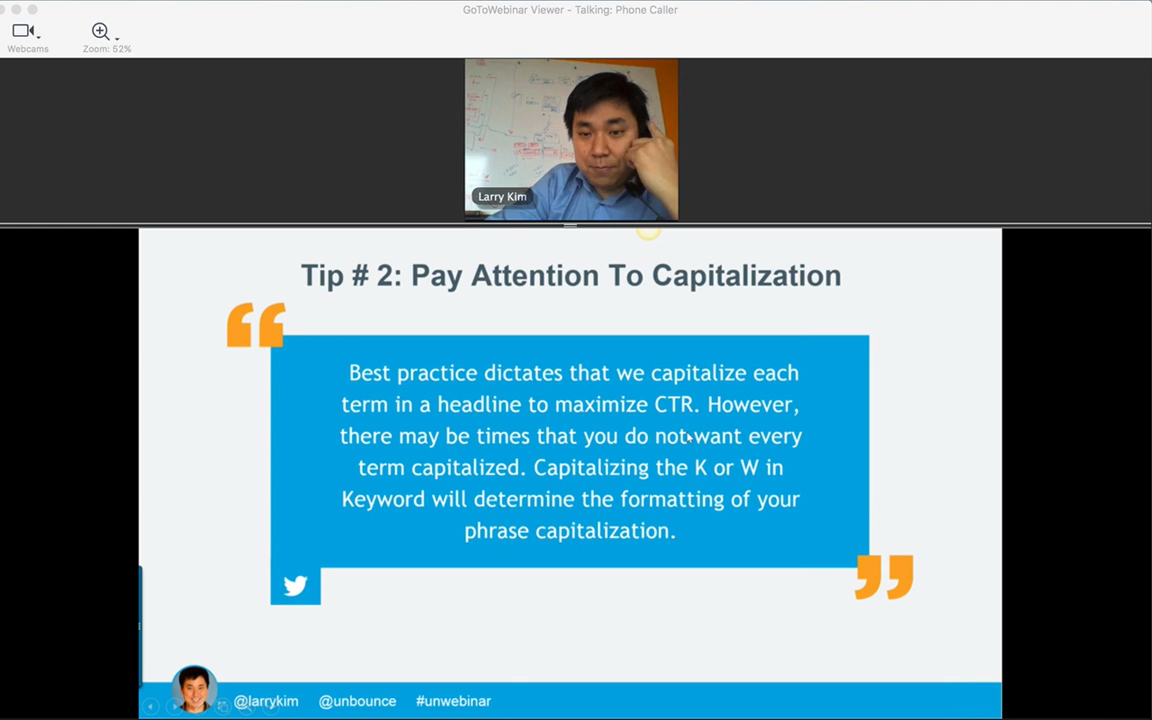 GoToWebinar Viewer - Talking: Phone Caller
Webcams
Zoom: 52%
Larry Kim
Tip # 2: Pay Attention To Capitalization
Best practice dictates that we capitalize each
term in a headline to maximize CTR. However,
there may be times that you do not want every
term capitalized. Capitalizing the K or W in
Keyword will determine the formatting of your
phrase capitalization.
@larrykim @unbounce #unwebinar